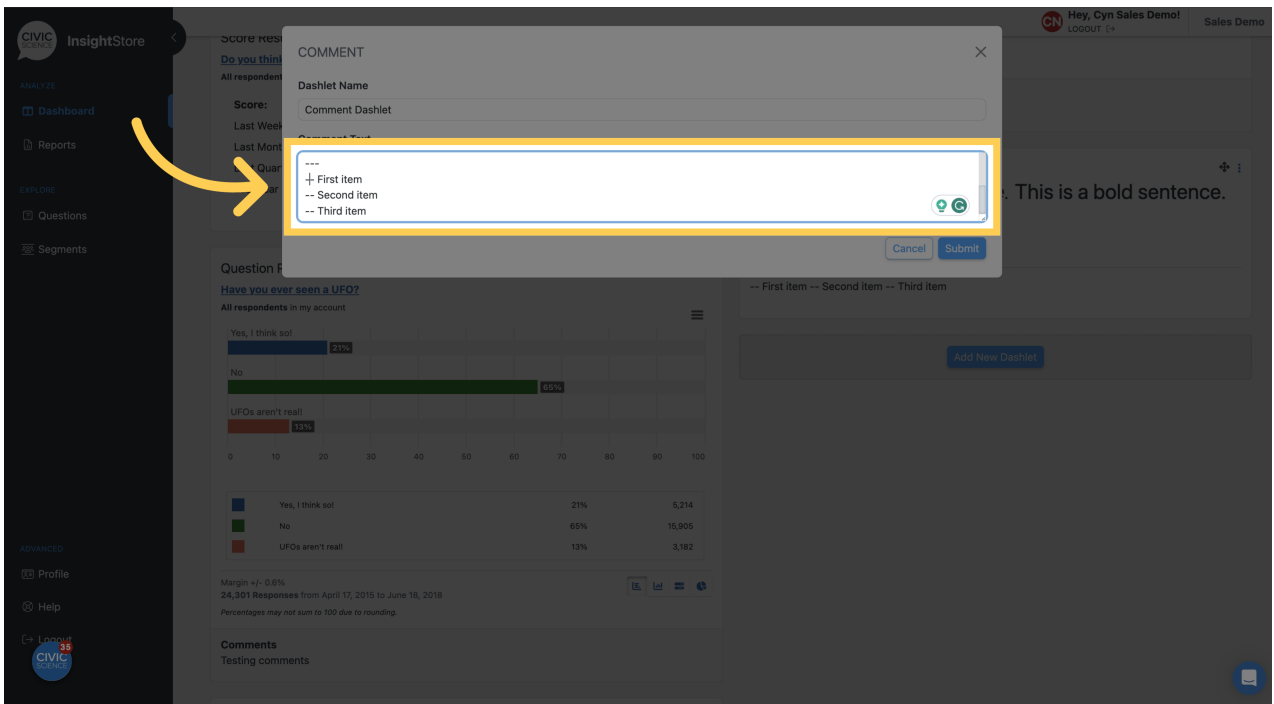 CIVIC
SCIENCE
InsightStore
Hey, Cyn Sales Demo!
LOGOUT
CN
Sales Demo
ANALYZE
Dashboard
Reports
EXPLORE
Questions
Segments
ADVANCED
Profile
Help
Logout
35
CIVIC
SCIENCE
Do you think
All respondent
Score:
Last Week
Last Mont
COMMENT
Dashlet Name
Comment Dashlet
Comment Text
---
First item
-- Second item
-- Third item
Cancel
Submit
This is a bold sentence.
-- First item -- Second item -- Third item
Add New Dashlet
Question
Have you ever seen a UFO?
All respondents in my account
Yes, I think so!
21%
No
65%
UFOs aren't real!
13%
0 10 20 30 40 50 60 70 80 90 100
Yes, I think so! 21% 5,214
No 65% 15,905
UFOs aren't real! 13% 3,182
Margin +/- 0.6%
24,301 Responses from April 17, 2015 to June 18, 2018
Percentages may not sum to 100 due to rounding.
Comments
Testing comments